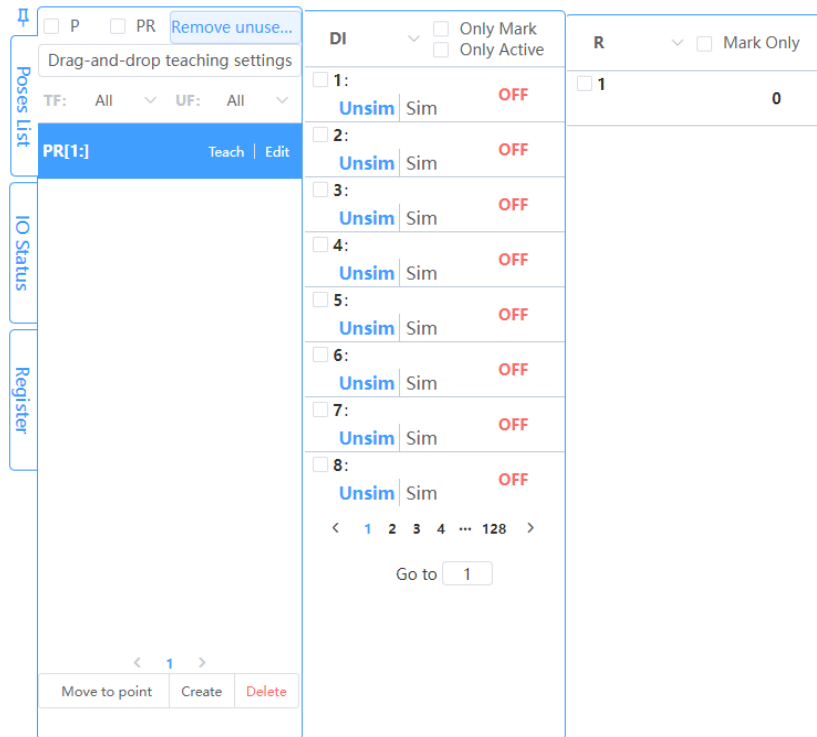 Poses List
IO Status
Register
P PR Remove unuse...
Drag-and-drop teaching settings
TF: All UF: All
PR[1:] Teach | Edit
< 1 >
Move to point Create Delete
DI Only Mark
Only Active
1:
Unsim Sim OFF
2:
Unsim Sim OFF
3:
Unsim Sim OFF
4:
Unsim Sim OFF
5:
Unsim Sim OFF
6:
Unsim Sim OFF
7:
Unsim Sim OFF
8:
Unsim Sim OFF
< 1 2 3 4 ··· 128 >
Go to 1
R Mark Only
1
0